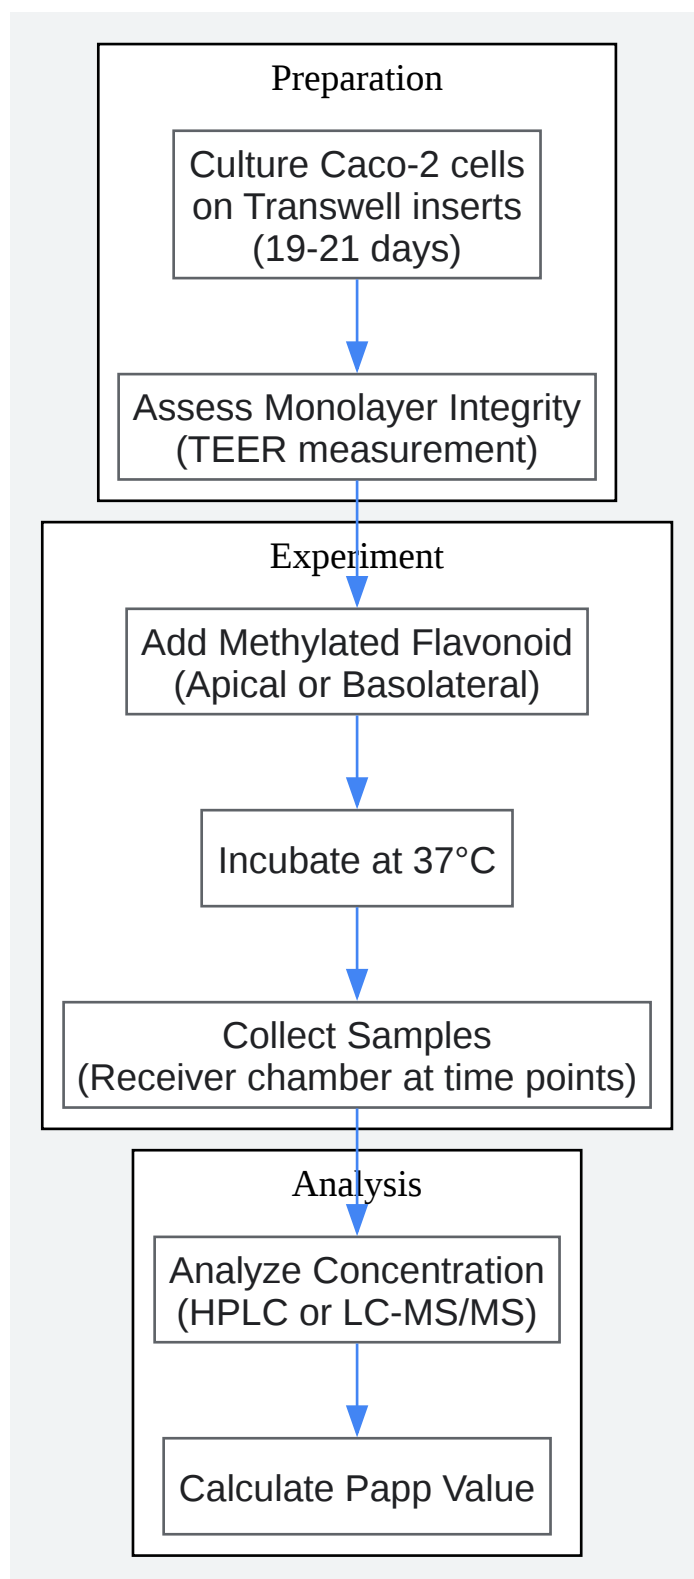 Preparation
Culture Caco-2 cells
on Transwell inserts
(19-21 days)
Assess Monolayer Integrity
(TEER measurement)
Experiment
Add Methylated Flavonoid
(Apical or Basolateral)
Incubate at 37°C
Collect Samples
(Receiver chamber at time points)
Analysis
Analyze Concentration
(HPLC or LC-MS/MS)
Calculate Papp Value